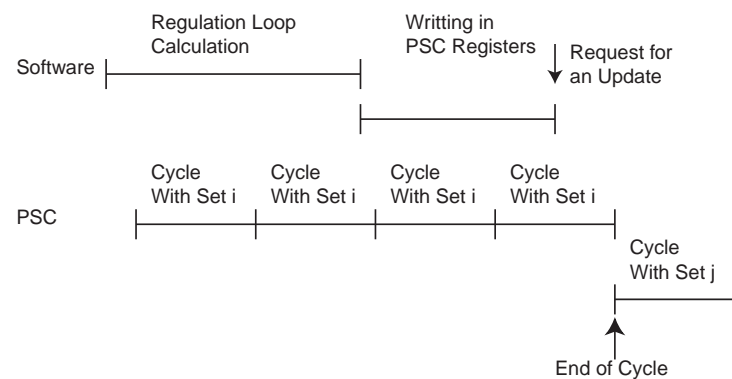 Regulation Loop
Calculation
Writting in
PSC Registers
Request for
an Update
Software
Cycle
With Set i
Cycle
With Set i
Cycle
With Set i
Cycle
With Set i
PSC
Cycle
With Set j
End of Cycle